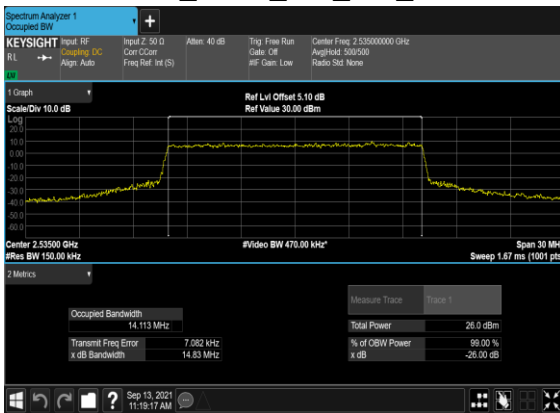 Spectrum Analyzer 1
Occupied BW
KEYSIGHT Input: RF Input Z: 50 Ω Atten: 40 dB Trig: Free Run Center Freq: 2.535000000 GHz
RL Coupling: DC Corr CCorr Gate: Off Avg|Hold: 500/500
Align: Auto Freq Ref: Int (S) #IF Gain: Low Radio Std: None
LV
1 Graph
Ref Lvl Offset 5.10 dB
Scale/Div 10.0 dB Ref Value 30.00 dBm
Log
20.0
10.0
0.00
-10.0
-20.0
-30.0
-40.0
-50.0
-60.0
Center 2.53500 GHz #Video BW 470.00 kHz* Span 30 MH
#Res BW 150.00 kHz Sweep 1.67 ms (1001 pts
2 Metrics
Measure Trace Trace 1
Occupied Bandwidth
14.113 MHz Total Power 26.0 dBm
Transmit Freq Error 7.082 kHz % of OBW Power 99.00 %
x dB Bandwidth 14.83 MHz x dB -26.00 dB
Sep 13, 2021
11:19:17 AM